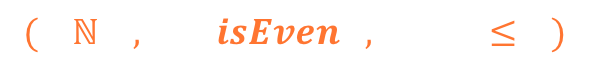 ( ℕ , isEven , ≤ )